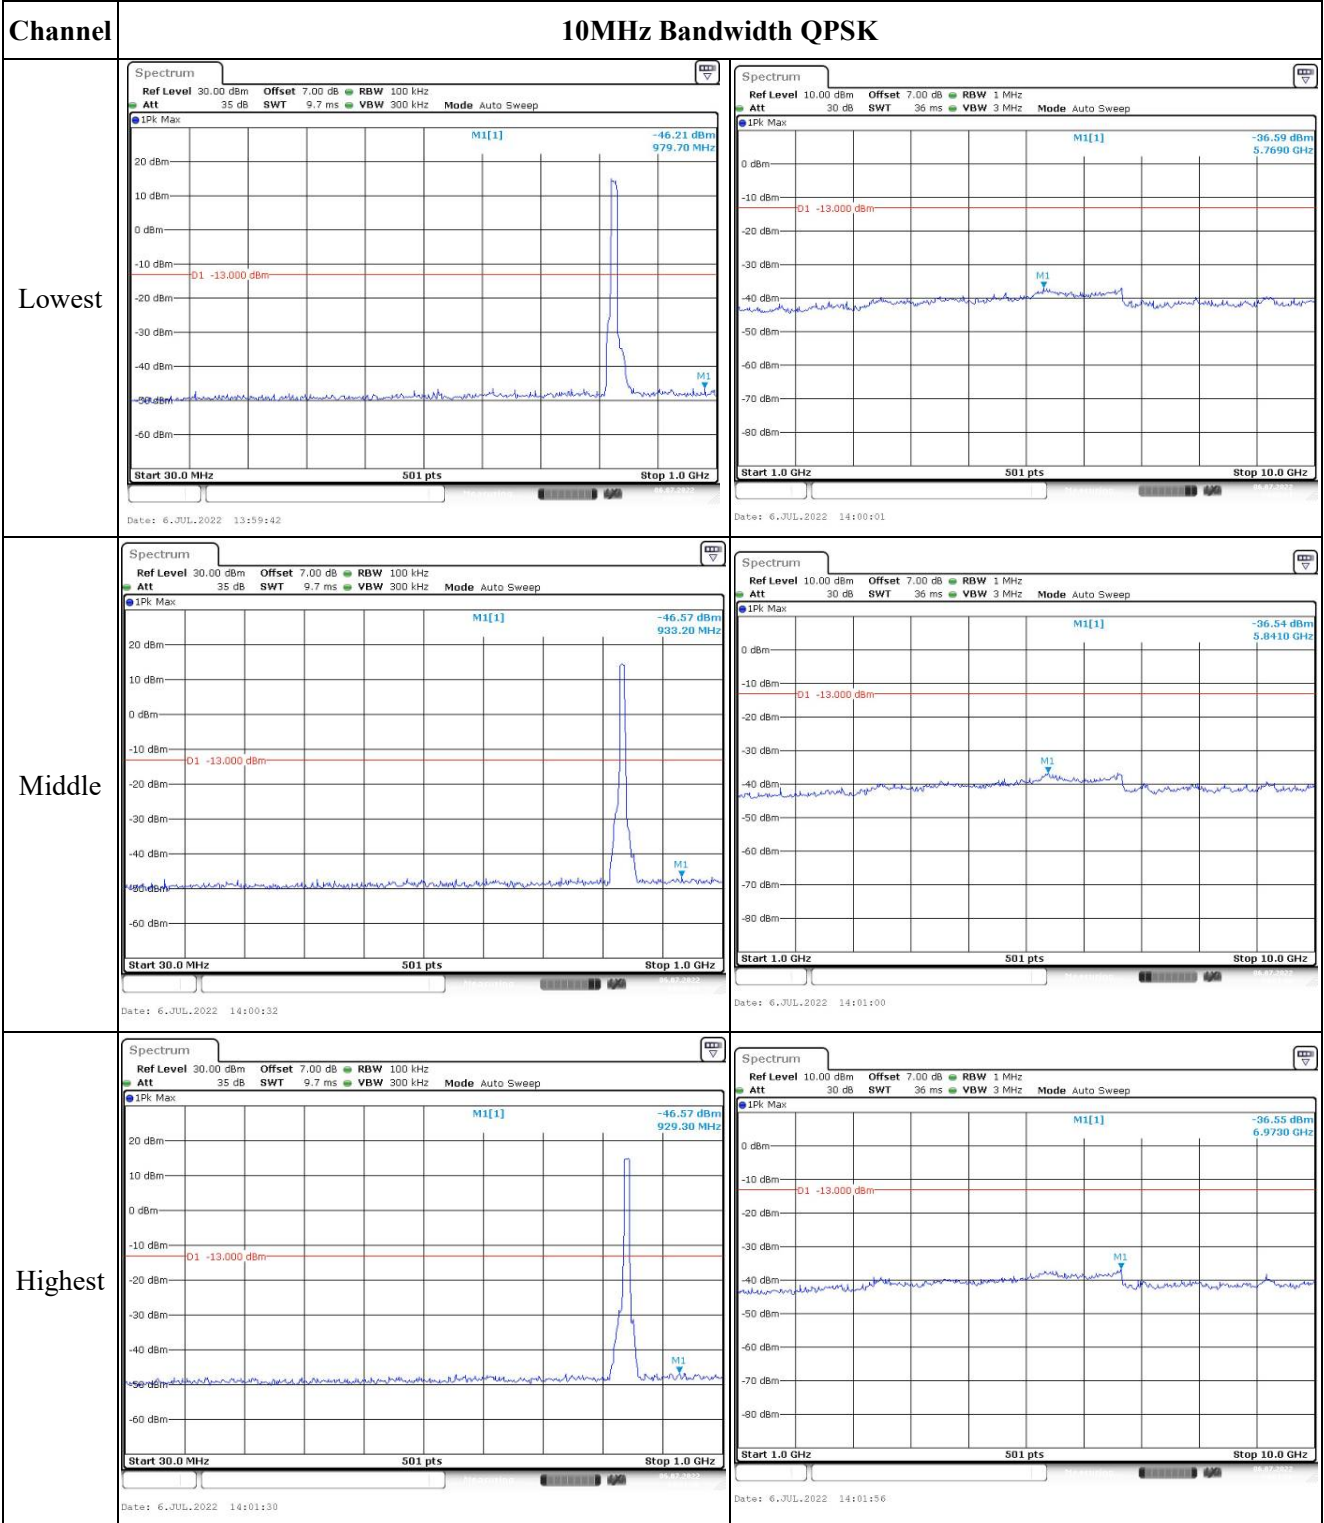 Channel 10MHz Bandwidth QPSK
Lowest
Spectrum
Ref Level 30.00 dBm Offset 7.00 dB RBW 100 kHz
Att 35 dB SWT 9.7 ms VBW 300 kHz Mode Auto Sweep
1Pk Max
M1[1] -46.21 dBm
979.70 MHz
20 dBm
10 dBm
0 dBm
-10 dBm
D1 -13.000 dBm
-20 dBm
-30 dBm
-40 dBm
M1
-50 dBm
-60 dBm
Start 30.0 MHz 501 pts Stop 1.0 GHz
Date: 6.JUL.2022 13:59:42
Spectrum
Ref Level 10.00 dBm Offset 7.00 dB RBW 1 MHz
Att 30 dB SWT 36 ms VBW 3 MHz Mode Auto Sweep
1Pk Max
M1[1] -36.59 dBm
5.7690 GHz
0 dBm
-10 dBm
D1 -13.000 dBm
-20 dBm
-30 dBm
M1
-40 dBm
-50 dBm
-60 dBm
-70 dBm
-80 dBm
Start 1.0 GHz 501 pts Stop 10.0 GHz
Date: 6.JUL.2022 14:00:01
Middle
Spectrum
Ref Level 30.00 dBm Offset 7.00 dB RBW 100 kHz
Att 35 dB SWT 9.7 ms VBW 300 kHz Mode Auto Sweep
1Pk Max
M1[1] -46.57 dBm
933.20 MHz
20 dBm
10 dBm
0 dBm
-10 dBm
D1 -13.000 dBm
-20 dBm
-30 dBm
-40 dBm
M1
-50 dBm
-60 dBm
Start 30.0 MHz 501 pts Stop 1.0 GHz
Date: 6.JUL.2022 14:00:32
Spectrum
Ref Level 10.00 dBm Offset 7.00 dB RBW 1 MHz
Att 30 dB SWT 36 ms VBW 3 MHz Mode Auto Sweep
1Pk Max
M1[1] -36.54 dBm
5.8410 GHz
0 dBm
-10 dBm
D1 -13.000 dBm
-20 dBm
-30 dBm
M1
-40 dBm
-50 dBm
-60 dBm
-70 dBm
-80 dBm
Start 1.0 GHz 501 pts Stop 10.0 GHz
Date: 6.JUL.2022 14:01:00
Highest
Spectrum
Ref Level 30.00 dBm Offset 7.00 dB RBW 100 kHz
Att 35 dB SWT 9.7 ms VBW 300 kHz Mode Auto Sweep
1Pk Max
M1[1] -46.57 dBm
929.30 MHz
20 dBm
10 dBm
0 dBm
-10 dBm
D1 -13.000 dBm
-20 dBm
-30 dBm
-40 dBm
M1
-50 dBm
-60 dBm
Start 30.0 MHz 501 pts Stop 1.0 GHz
Date: 6.JUL.2022 14:01:30
Spectrum
Ref Level 10.00 dBm Offset 7.00 dB RBW 1 MHz
Att 30 dB SWT 36 ms VBW 3 MHz Mode Auto Sweep
1Pk Max
M1[1] -36.55 dBm
6.9730 GHz
0 dBm
-10 dBm
D1 -13.000 dBm
-20 dBm
-30 dBm
M1
-40 dBm
-50 dBm
-60 dBm
-70 dBm
-80 dBm
Start 1.0 GHz 501 pts Stop 10.0 GHz
Date: 6.JUL.2022 14:01:56